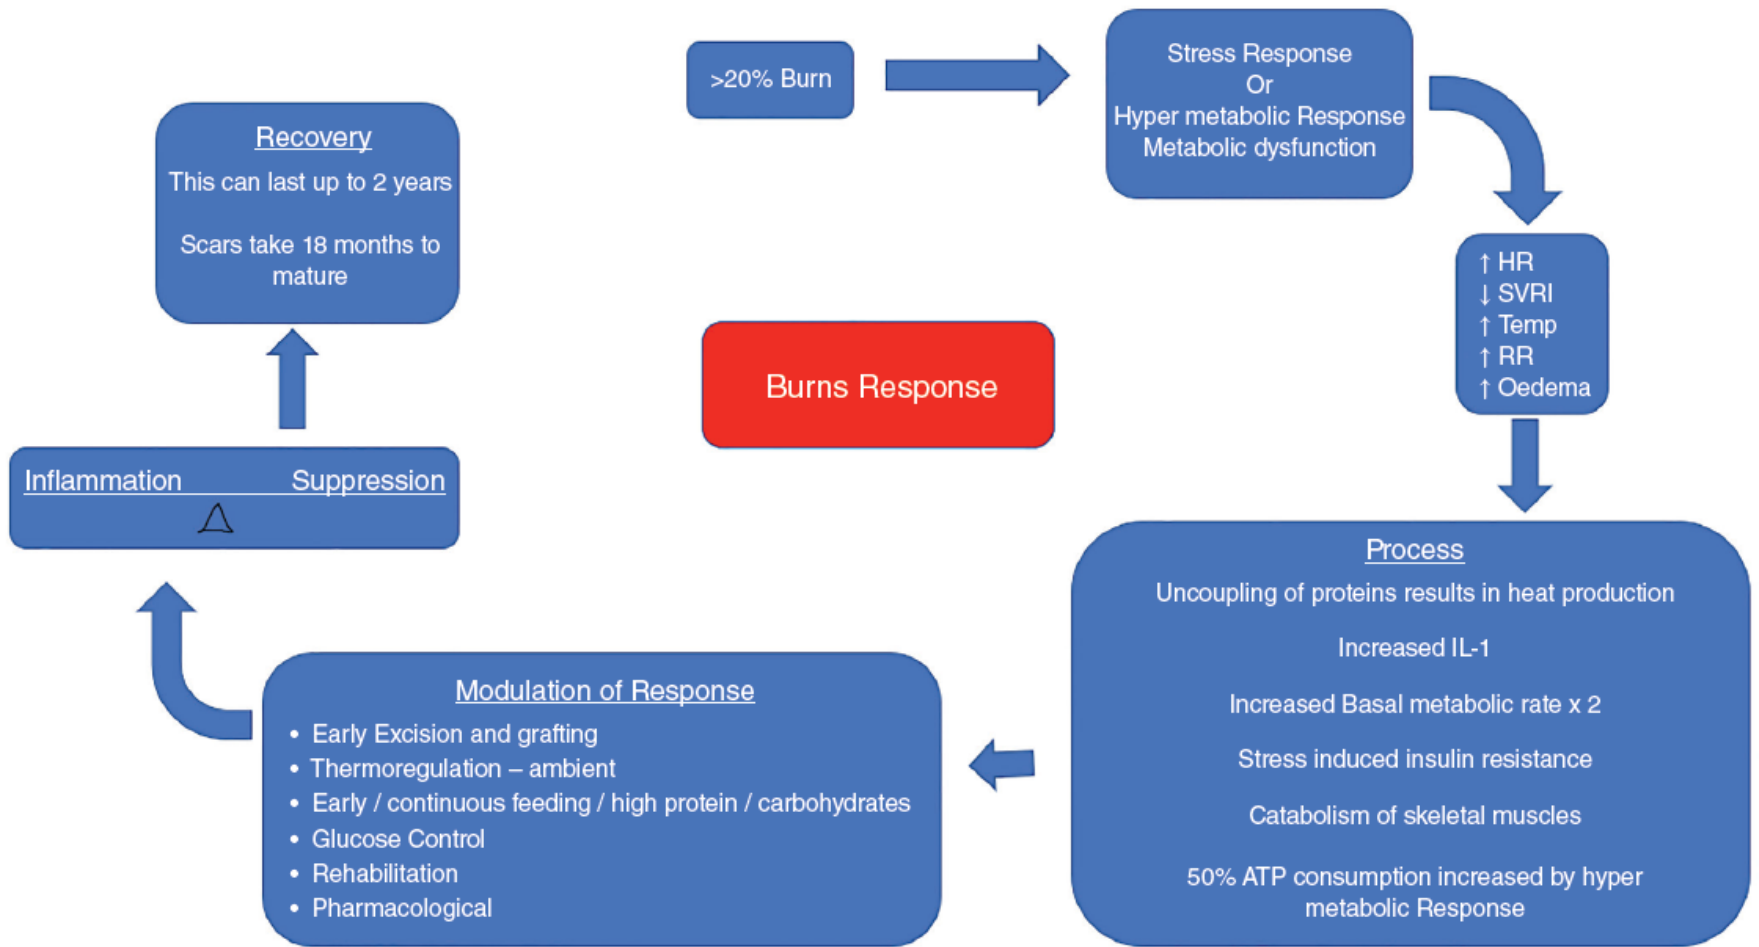 >20% Burn
Stress Response
Or
Hyper metabolic Response
Metabolic dysfunction
↑ HR
↓ SVRI
↑ Temp
↑ RR
↑ Oedema
Process
Uncoupling of proteins results in heat production
Increased IL-1
Increased Basal metabolic rate x 2
Stress induced insulin resistance
Catabolism of skeletal muscles
50% ATP consumption increased by hyper
metabolic Response
Modulation of Response
• Early Excision and grafting
• Thermoregulation – ambient
• Early / continuous feeding / high protein / carbohydrates
• Glucose Control
• Rehabilitation
• Pharmacological
Inflammation Suppression
Recovery
This can last up to 2 years
Scars take 18 months to
mature
Burns Response